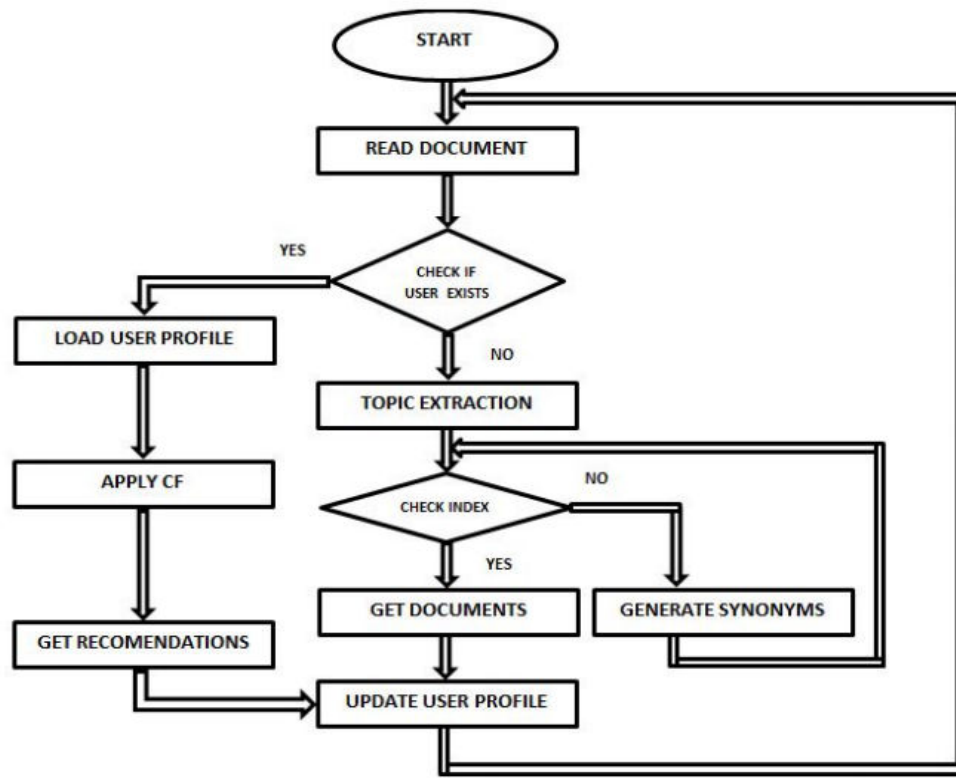 START
READ DOCUMENT
YES
CHECK IF
USER EXISTS
LOAD USER PROFILE
NO
TOPIC EXTRACTION
APPLY CF
NO
CHECK INDEX
YES
GET DOCUMENTS
GENERATE SYNONYMS
GET RECOMENDATIONS
UPDATE USER PROFILE